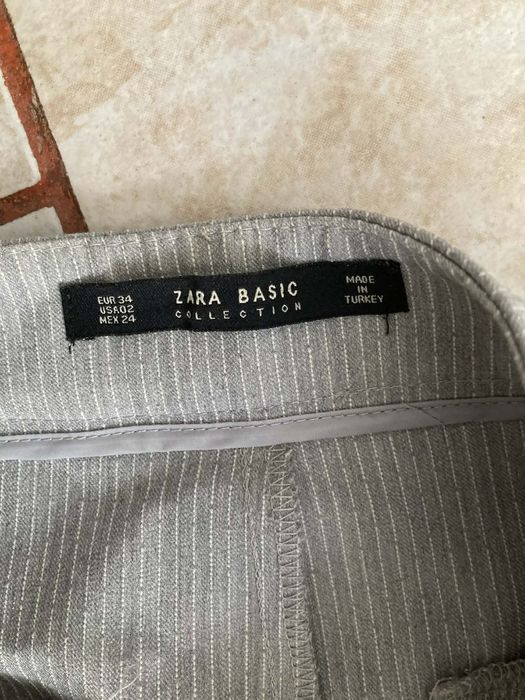 EUR 34
USA 02
MEX 24
ZARA BASIC
COLLECTION
MADE
IN
TURKEY